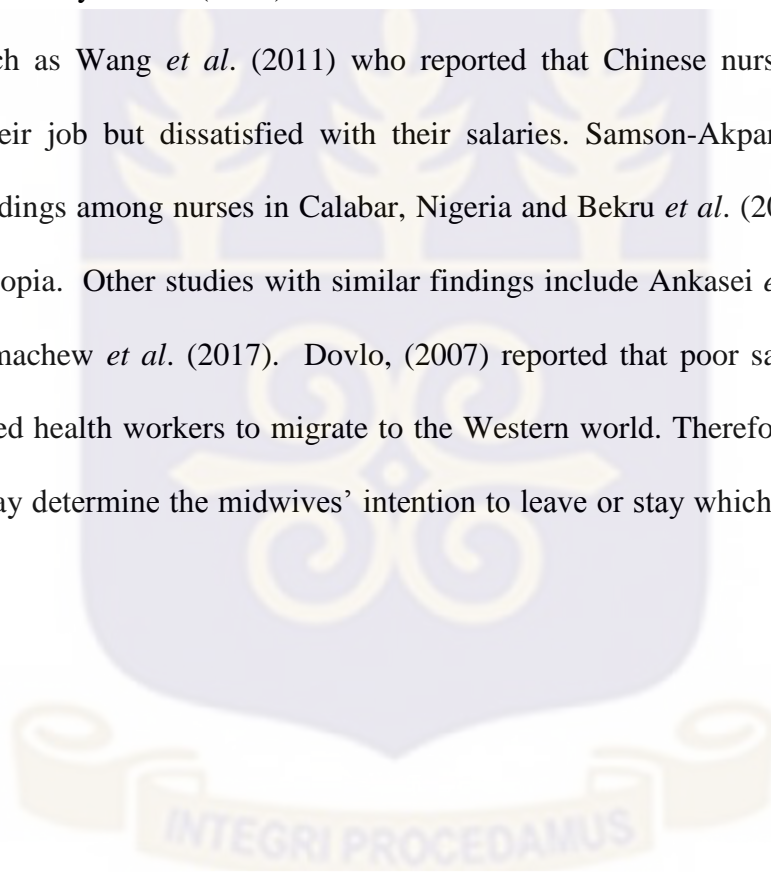 ch as Wang et al. (2011) who reported that Chinese nurs
eir job but dissatisfied with their salaries. Samson-Akpan
dings among nurses in Calabar, Nigeria and Bekru et al. (20
opia. Other studies with similar findings include Ankasei e
machew et al. (2017). Dovlo, (2007) reported that poor sa
ed health workers to migrate to the Western world. Therefo
ay determine the midwives’ intention to leave or stay which
INTEGRI PROCEDAMUS